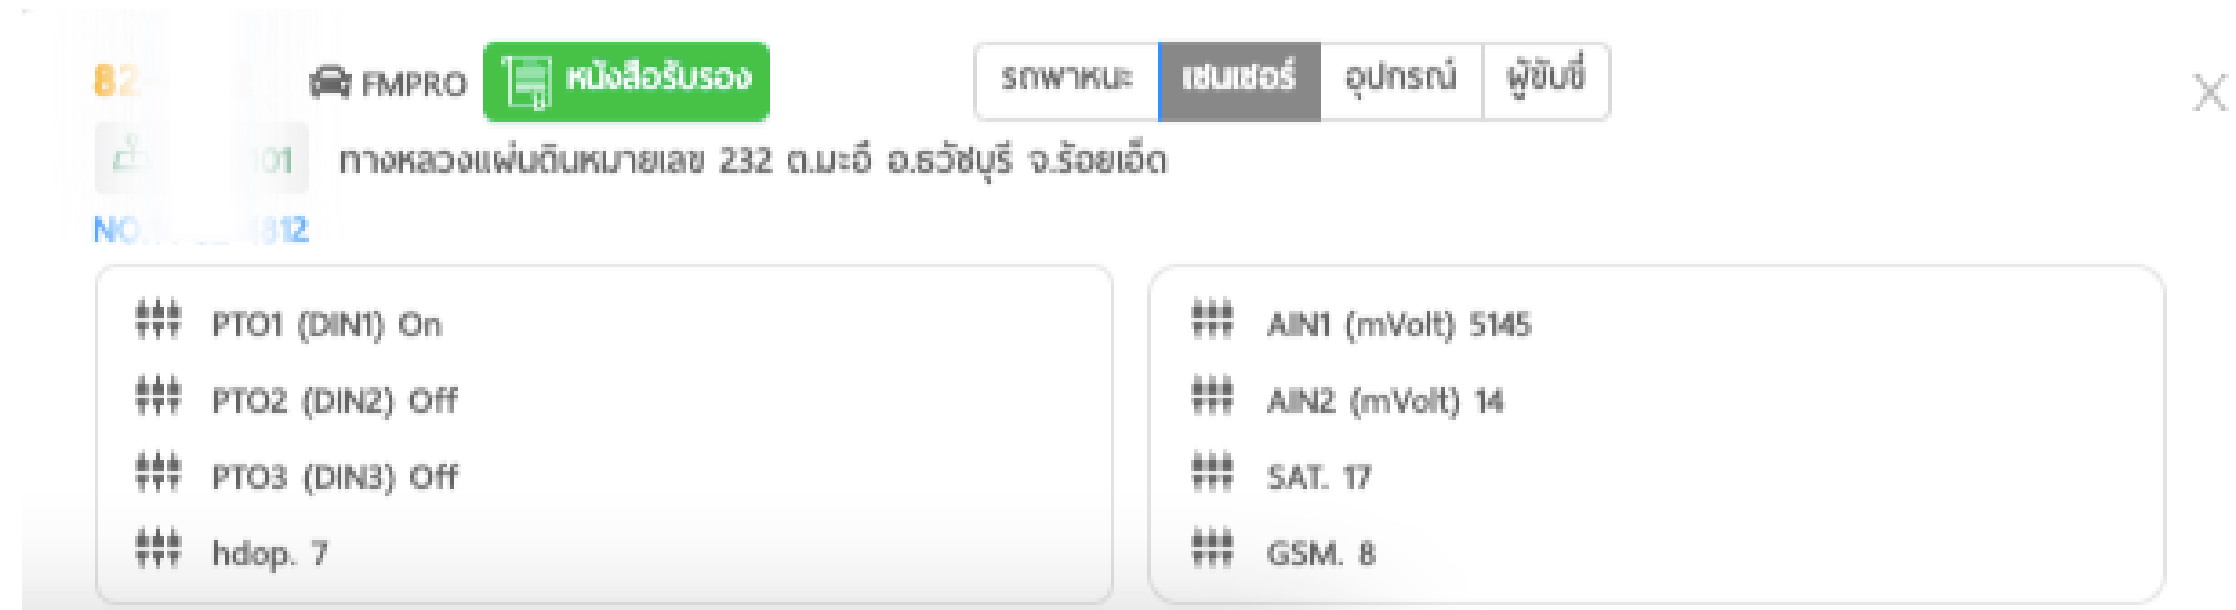 82-
FMPRO หนังสือรับรอง
รถพาหนะ เซนเซอร์ อุปกรณ์ ผู้ขับขี่
101 ทางหลวงแผ่นดินหมายเลข 232 ต.มะอึ อ.ธวัชบุรี จ.ร้อยเอ็ด
NO. 812
PTO1 (DIN1) On
PTO2 (DIN2) Off
PTO3 (DIN3) Off
hdop. 7
AIN1 (mVolt) 5145
AIN2 (mVolt) 14
SAT. 17
GSM. 8